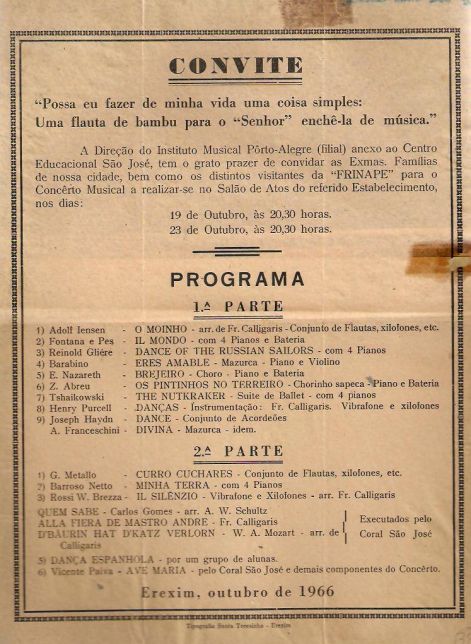 CONVITE
"Possa eu fazer de minha vida uma coisa simples:
Uma flauta de bambu para o "Senhor" enchê-la de música."
A Direção do Instituto Musical Pôrto-Alegre (filial) anexo ao Centro
Educacional São José, tem o grato prazer de convidar as Exmas. Famílias
de nossa cidade, bem como os distintos visitantes da "FRINAPE" para o
Concêrto Musical a realizar-se no Salão de Atos do referido Estabelecimento,
nos dias:
19 de Outubro, às 20,30 horas.
23 de Outubro, às 20,30 horas.
PROGRAMA
1.ª PARTE
1) Adolf Iensen - O MOINHO - arr. de Fr. Calligaris - Conjunto de Flautas, xilofones, etc.
2) Fontana e Pes - IL MONDO - com 4 Pianos e Bateria
3) Reinold Gliére - DANCE OF THE RUSSIAN SAILORS - com 4 Pianos
4) Barabino - ERES AMABLE - Mazurca - Piano e Violino
5) E. Nazareth - BREJEIRO - Choro - Piano e Bateria
6) Z. Abreu - OS PINTINHOS NO TERREIRO - Chorinho sapeca - Piano e Bateria
7) Tshaikowski - THE NUTKRAKER - Suite de Ballet - com 4 pianos
8) Henry Purcell - DANÇAS - Instrumentação: Fr. Calligaris. Vibrafone e xilofones
9) Joseph Haydn - DANCE - Conjunto de Acordeões
A. Franceschini - DIVINA - Mazurca - idem.
2.ª PARTE
1) G. Metallo - CURRO CUCHARES - Conjunto de Flautas, xilofones, etc.
2) Barroso Netto - MINHA TERRA - com 4 Pianos
3) Rossi W. Brezza - IL SILÊNZIO - Vibrafone e Xilofones - arr. Fr. Calligaris
QUEM SABE - Carlos Gomes - arr. A. W. Schultz
ALLA FIERA DE MASTRO ANDRE - Fr. Calligaris
D'BÄURIN HAT D'KATZ VERLORN - W. A. Mozart - arr. de
Calligaris
Executados pelo
Coral São José
5) DANÇA ESPANHOLA - por um grupo de alunas.
6) Vicente Paiva - AVE MARIA - pelo Coral São José e demais componentes do Concêrto.
Erexim, outubro de 1966
Tipografia Santa Teresinha - Erexim